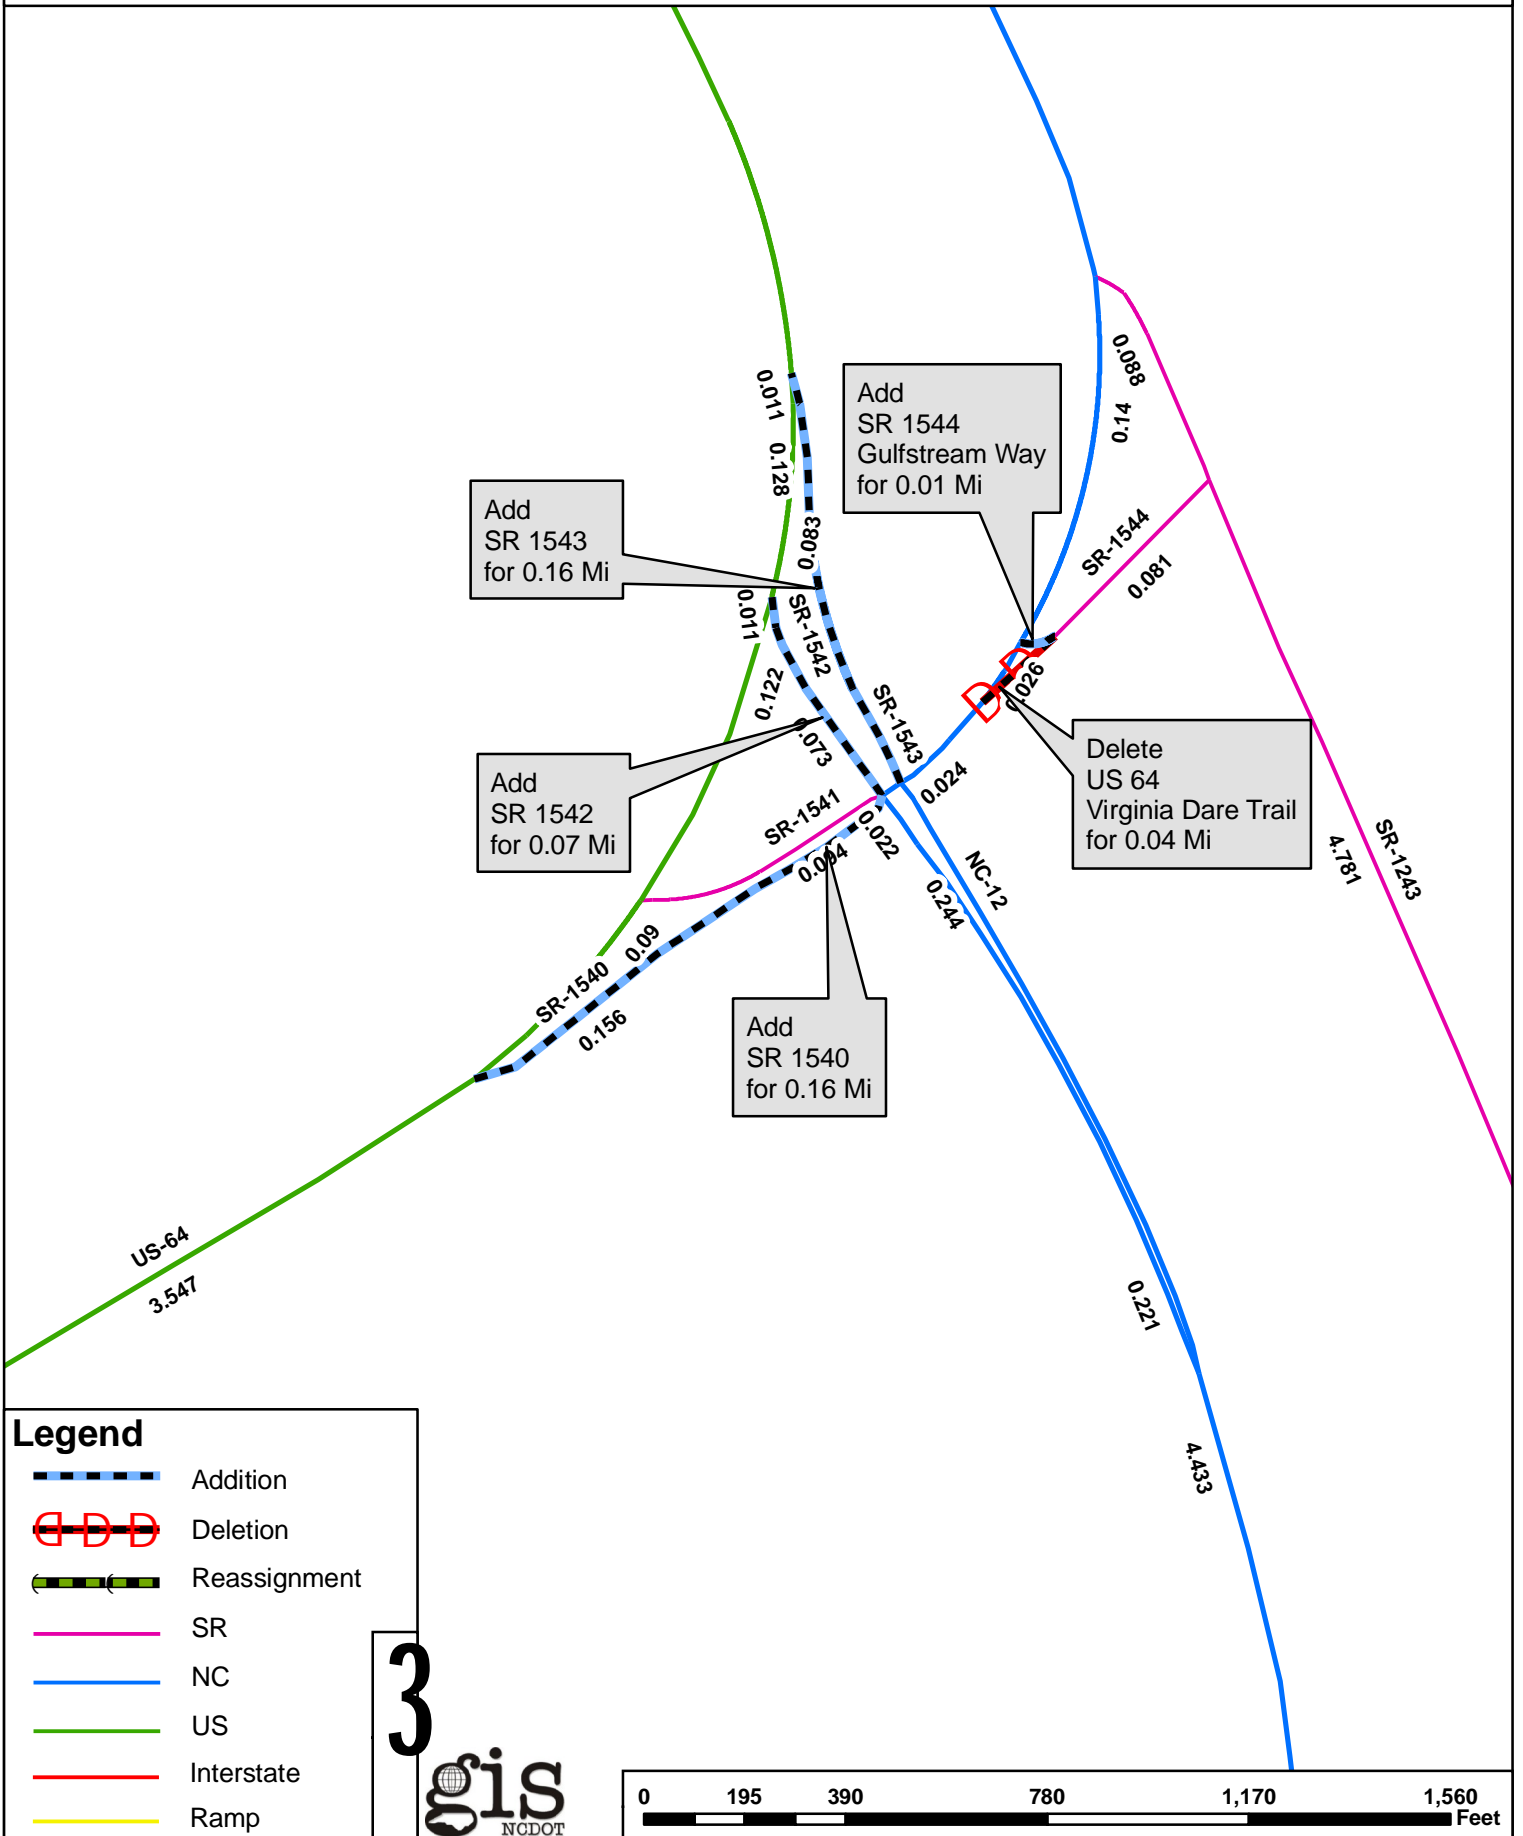 0.088
0.14
0.011
0.128
Add
SR 1544
Gulfstream Way
for 0.01 Mi
Add
SR 1543
for 0.16 Mi
0.083
SR-1544
0.081
0.011
SR-1542
0.026
0.122
0.073
SR-1543
Delete
US 64
Virginia Dare Trail
for 0.04 Mi
Add
SR 1542
for 0.07 Mi
0.024
SR-1541
0.022
0.094
NC-12
0.244
SR-1243
4.781
0.09
SR-1540
0.156
Add
SR 1540
for 0.16 Mi
US-64
3.547
0.221
4.433
Legend
Addition
D D D
Deletion
Reassignment
SR
NC
US
Interstate
Ramp
3
gis
NCDOT
0 195 390 780 1,170 1,560
Feet